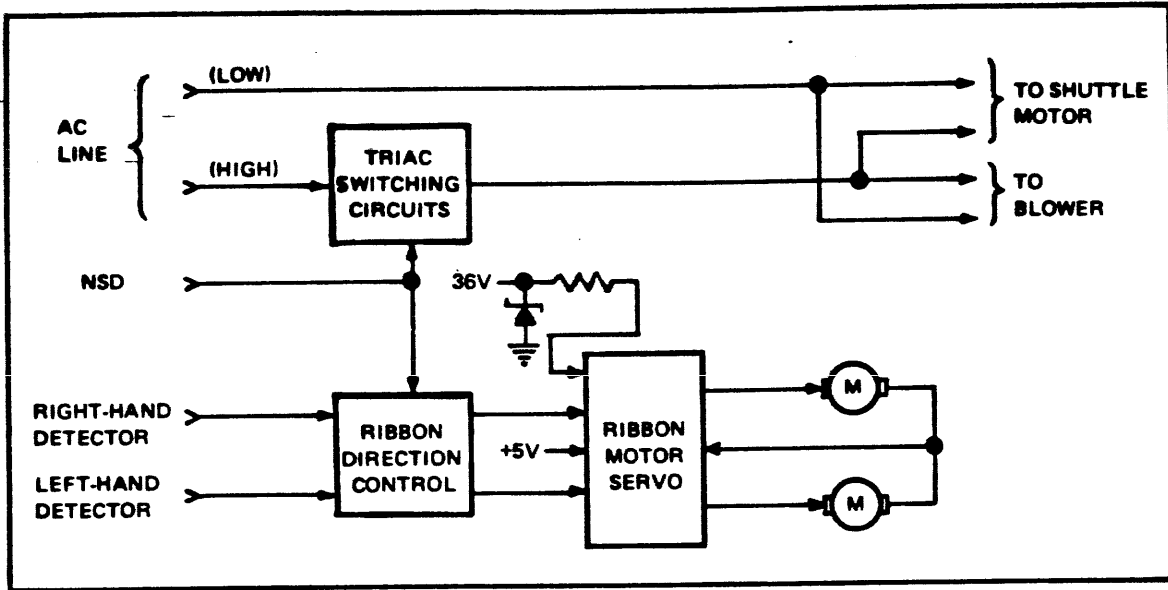 (LOW)
TO SHUTTLE
MOTOR
AC
LINE
TRIAC
SWITCHING
CIRCUITS
(HIGH)
TO
BLOWER
NSD
36V
RIGHT-HAND
DETECTOR
RIBBON
DIRECTION
CONTROL
+5V
RIBBON
MOTOR
SERVO
M
LEFT-HAND
DETECTOR
M